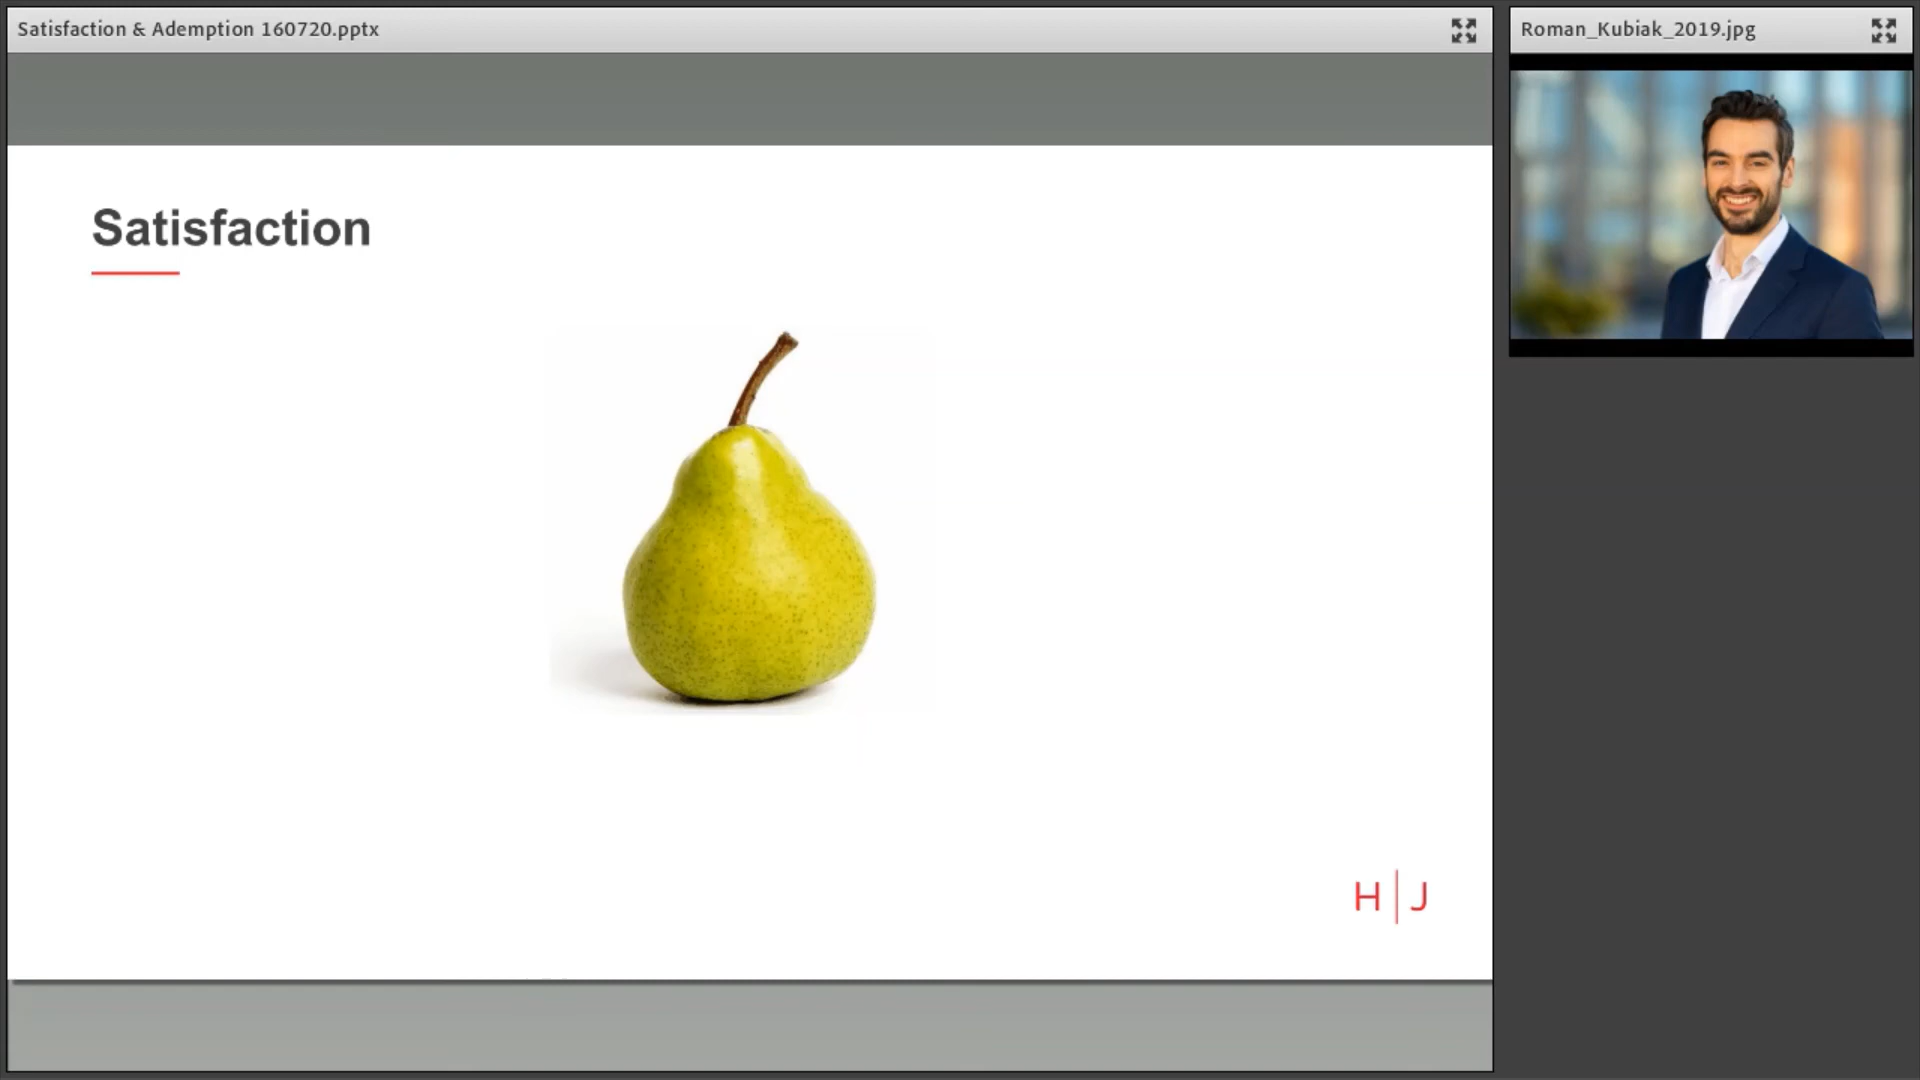 Satisfaction & Ademption 160720.pptx
Roman_Kubiak_2019.jpg
Satisfaction
H | J